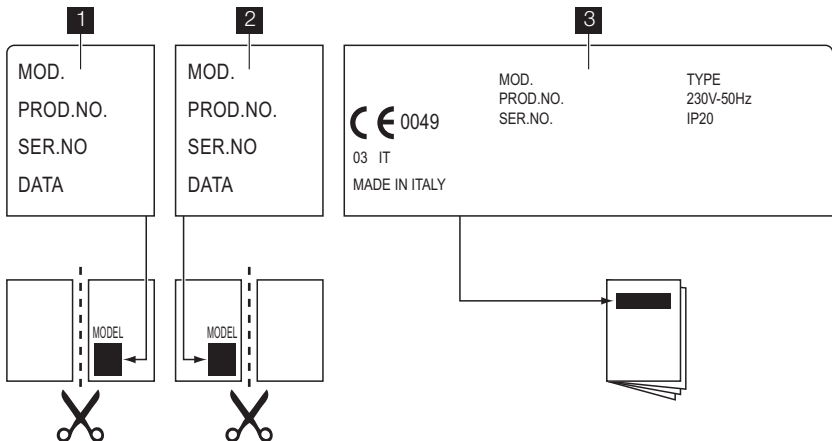 1
MOD.
PROD.NO.
SER.NO
DATA
2
MOD.
PROD.NO.
SER.NO
DATA
3
MOD. TYPE
PROD.NO. 230V-50Hz
SER.NO. IP20
CE 0049
03 IT
MADE IN ITALY
MODEL
MODEL